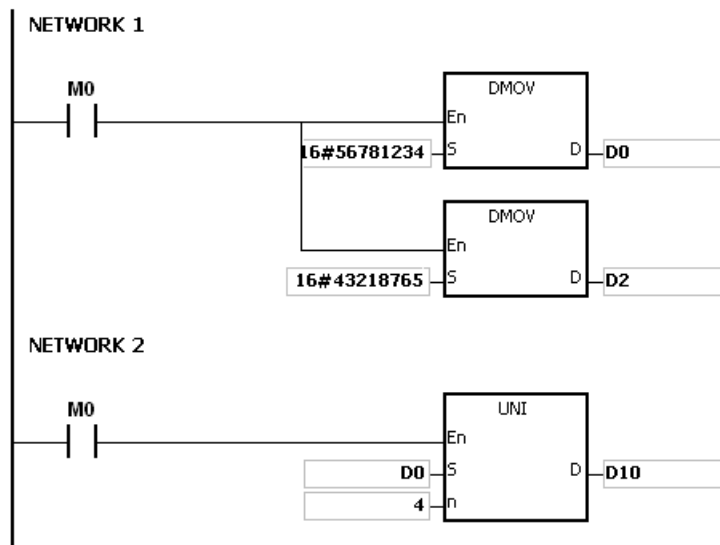 NETWORK 1
M0
DMOV
En
16#56781234 S D D0
DMOV
En
16#43218765 S D D2
NETWORK 2
M0
UNI
En
D0 S D D10
4 n